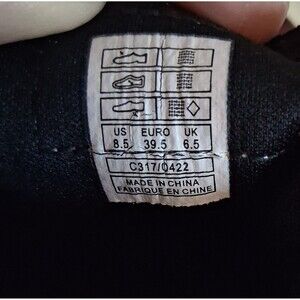 US EURO UK
8.5 39.5 6.5
C317/0422
MADE IN CHINA
FABRIQUE EN CHINE